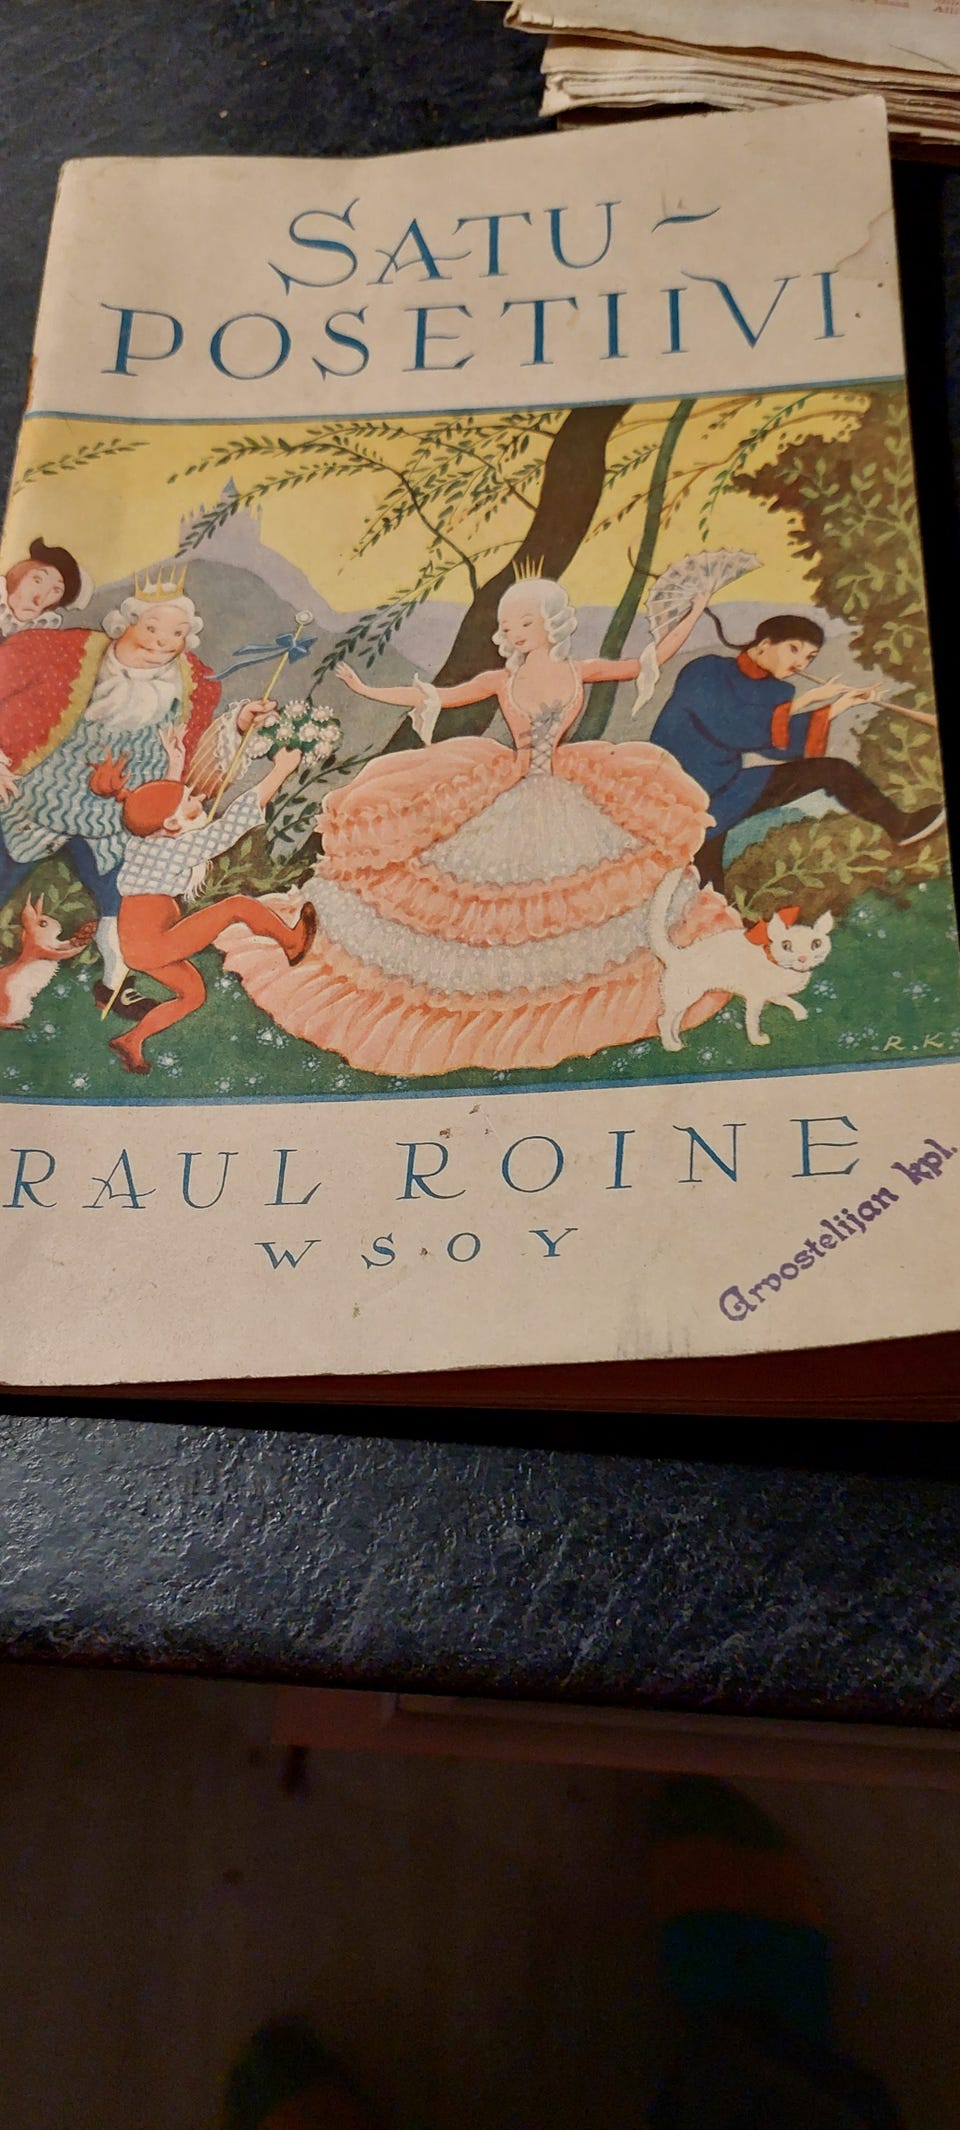 SATU-
POSETIIVI
R.K.
RAUL ROINE
WSOY
Arvostelijan kpl.